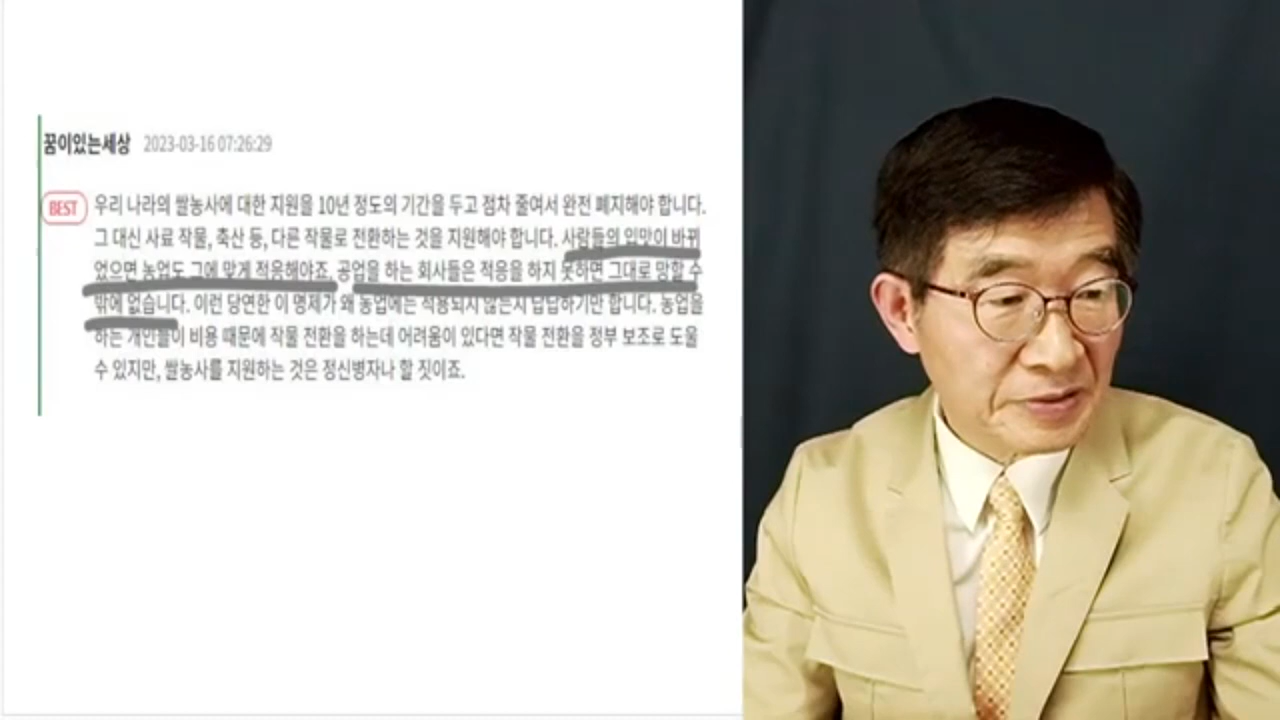 꿈이있는세상 2023-03-16 07:26:29
BEST 우리 나라의 쌀농사에 대한 지원을 10년 정도의 기간을 두고 점차 줄여서 완전 폐지해야 합니다.
그 대신 사료 작물, 축산 등, 다른 작물로 전환하는 것을 지원해야 합니다. 사람들의 입맛이 바뀌
었으면 농업도 그에 맞게 적응해야죠. 공업을 하는 회사들은 적응을 하지 못하면 그대로 망할 수
밖에 없습니다. 이런 당연한 이 명제가 왜 농업에는 적용되지 않는지 답답하기만 합니다. 농업을
하는 개인들이 비용 때문에 작물 전환을 하는데 어려움이 있다면 작물 전환을 정부 보조로 도울
수 있지만, 쌀농사를 지원하는 것은 정신병자나 할 짓이죠.